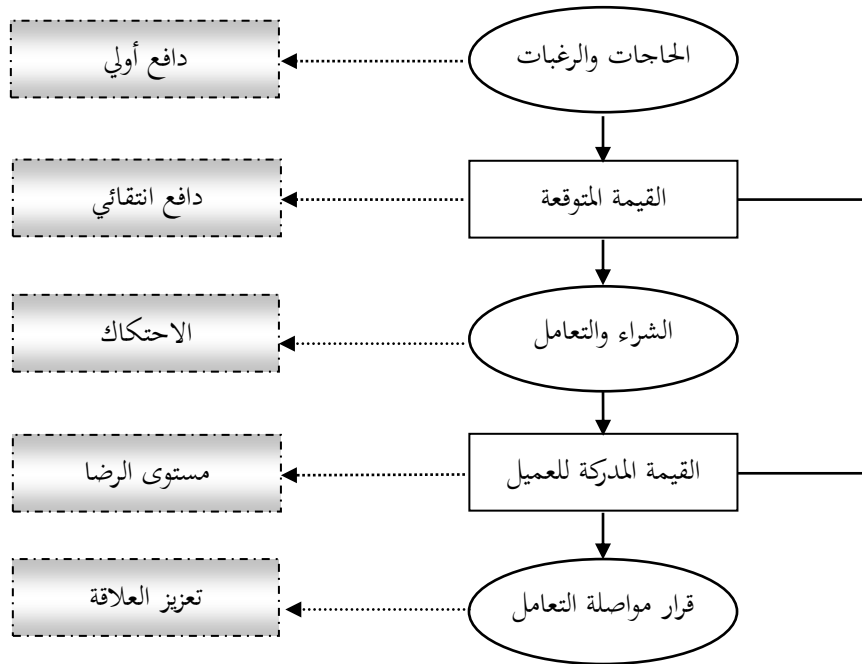 الحاجات والرغبات
دافع أولي
القيمة المتوقعة
دافع انتقائي
الشراء والتعامل
الاحتكاك
القيمة المدركة للعميل
مستوى الرضا
قرار مواصلة التعامل
تعزيز العلاقة